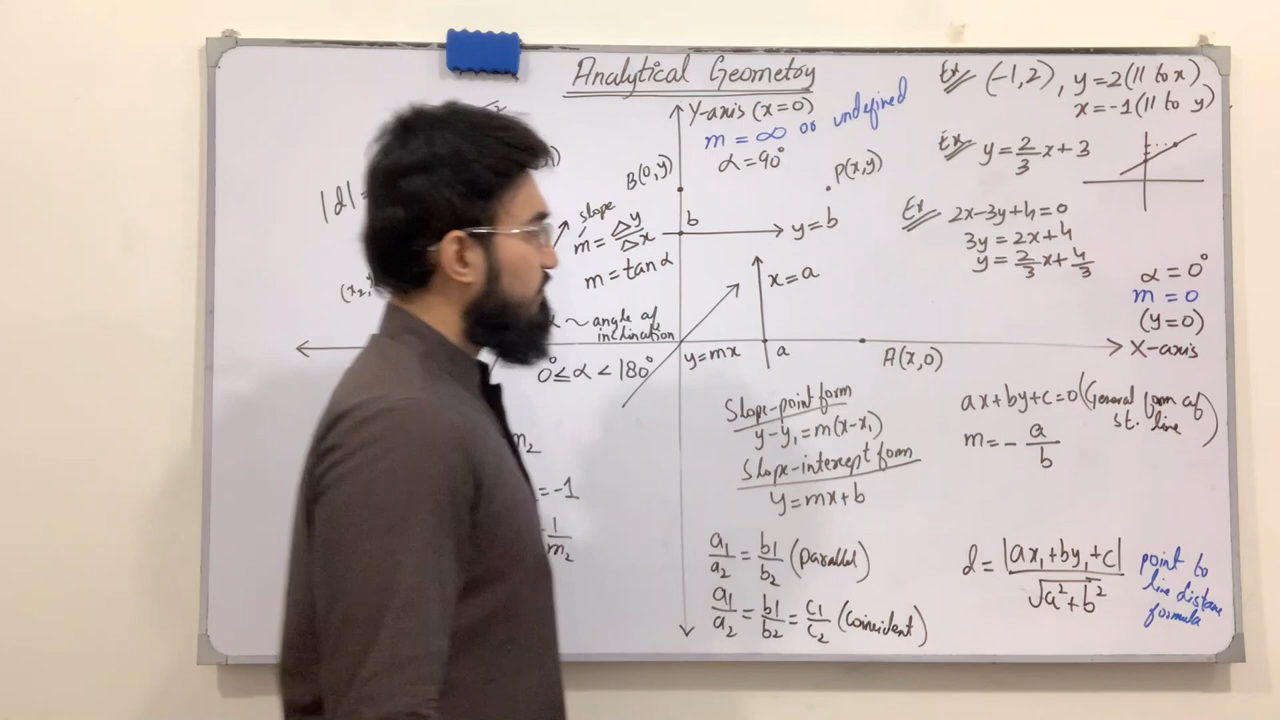 Analytical Geometry
Y-axis (x=0)
m = ∞ or undefined
α = 90°
|d| =
B(0,y)
P(x,y)
slope
m = Δy/Δx
m = tan α
b
y = b
x = a
(x₂,
~ angle of
inclination
0° ≤ α < 180°
y = mx
a
A(x,0)
Ex (-1,2), y = 2 (|| to x)
x = -1 (|| to y)
Ex y = 2/3 x + 3
Ex 2x-3y+4=0
3y = 2x+4
y = 2/3 x + 4/3
α = 0°
m = 0
(y=0)
X-axis
m₂
= -1
1/m₂
Slope-point form
y-y₁ = m(x-x₁)
Slope-intercept form
y = mx+b
a₁/a₂ = b₁/b₂ (Parallel)
a₁/a₂ = b₁/b₂ = c₁/c₂ (Coincident)
ax+by+c=0 (General form of
st. line)
m = - a/b
d = |ax₁+by₁+c| / √a²+b²
point to
line distance
formula